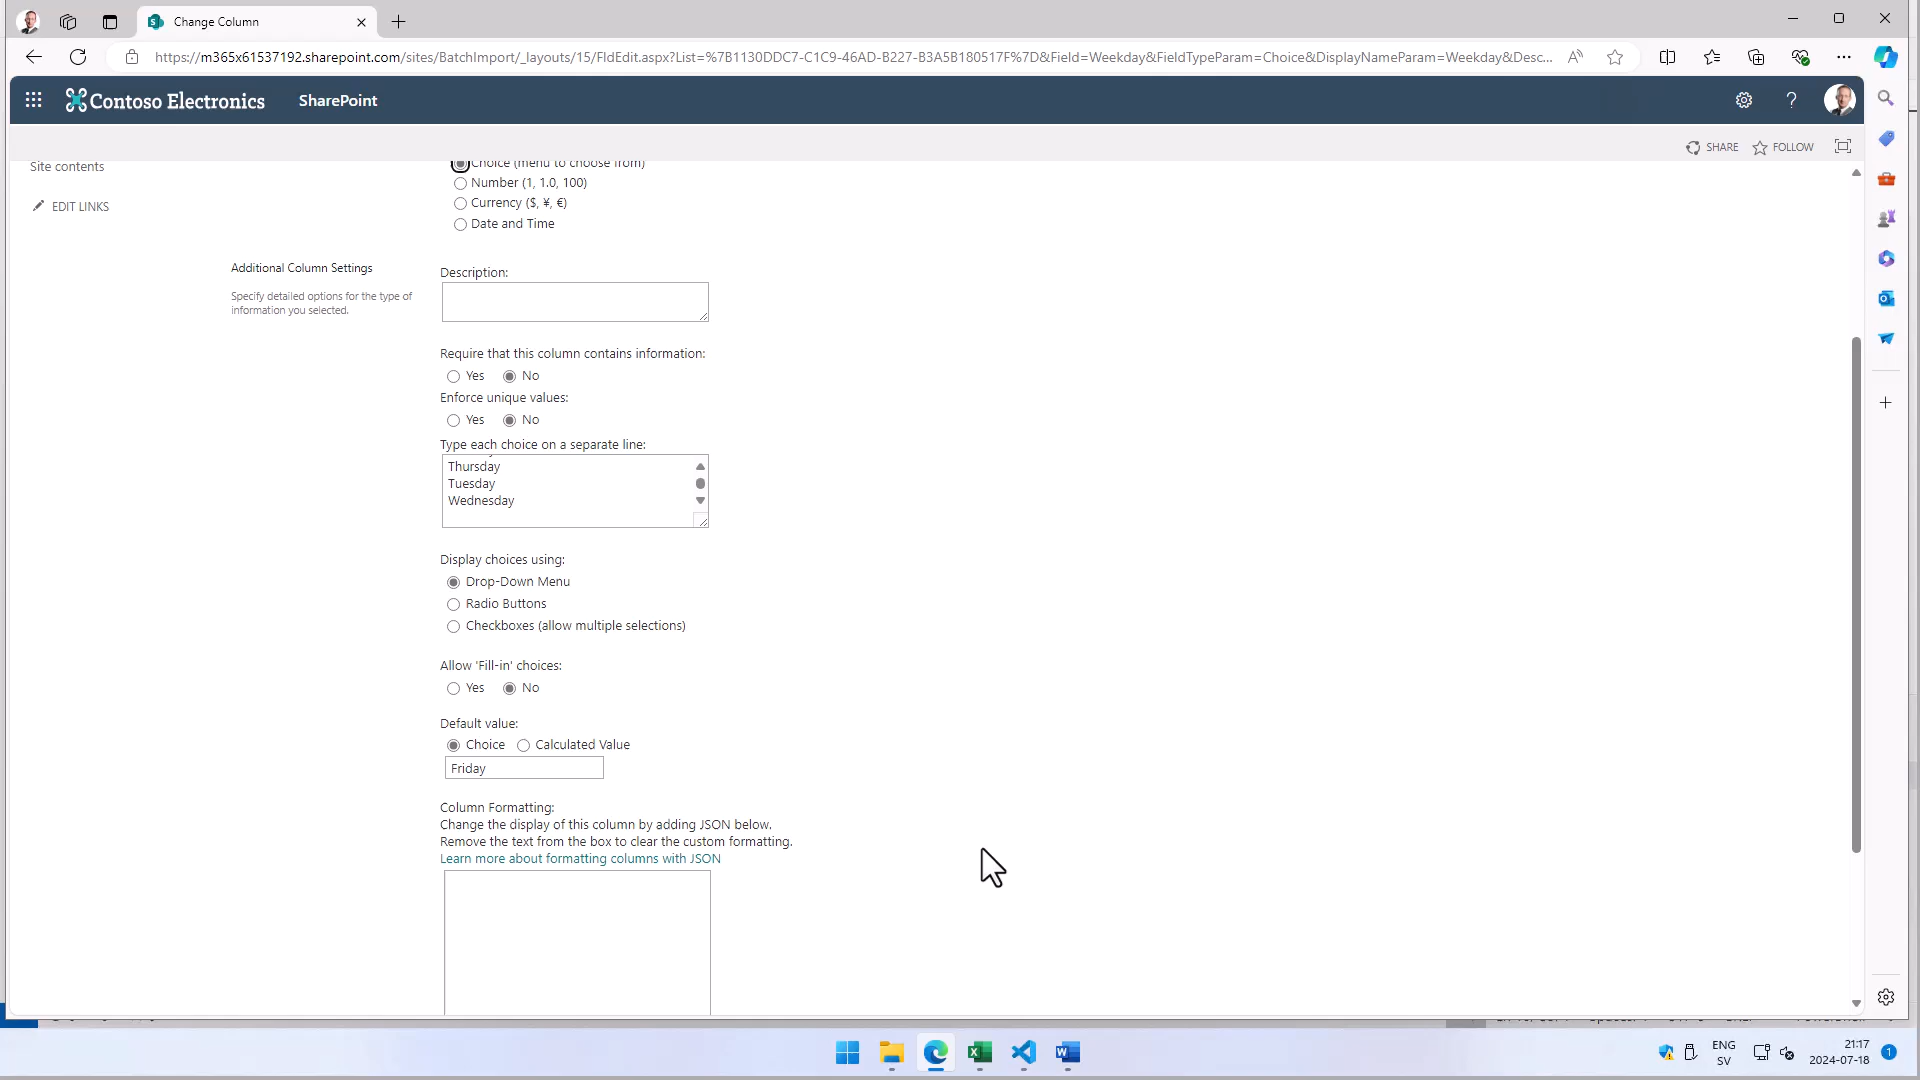 Change Column
https://m365x61537192.sharepoint.com/sites/BatchImport/_layouts/15/FldEdit.aspx?List=%7B1130DDC7-C1C9-46AD-B227-B3A5B180517F%7D&Field=Weekday&FieldTypeParam=Choice&DisplayNameParam=Weekday&Desc...
Contoso Electronics SharePoint
SHARE FOLLOW
Site contents
EDIT LINKS
Choice (menu to choose from)
Number (1, 1.0, 100)
Currency ($, ¥, €)
Date and Time
Additional Column Settings
Specify detailed options for the type of
information you selected.
Description:
Require that this column contains information:
Yes No
Enforce unique values:
Yes No
Type each choice on a separate line:
Thursday
Tuesday
Wednesday
Display choices using:
Drop-Down Menu
Radio Buttons
Checkboxes (allow multiple selections)
Allow 'Fill-in' choices:
Yes No
Default value:
Choice Calculated Value
Friday
Column Formatting:
Change the display of this column by adding JSON below.
Remove the text from the box to clear the custom formatting.
Learn more about formatting columns with JSON
ENG
SV
21:17
2024-07-18
1